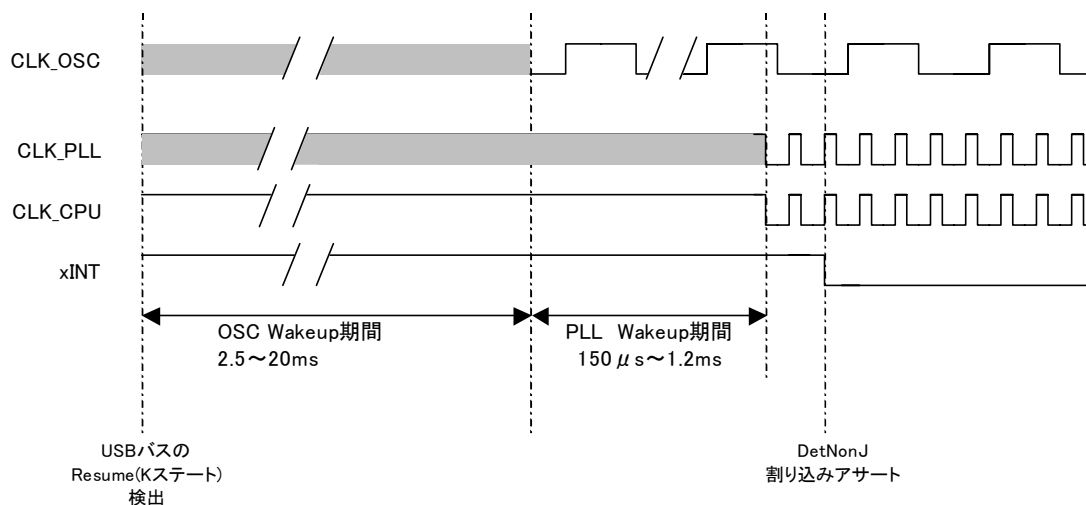 CLK_OSC
CLK_PLL
CLK_CPU
xINT
OSC Wakeup期間
2.5～20ms
PLL Wakeup期間
150μs～1.2ms
USBバスの
Resume(Kステート)
検出
DetNonJ
割り込みアサート